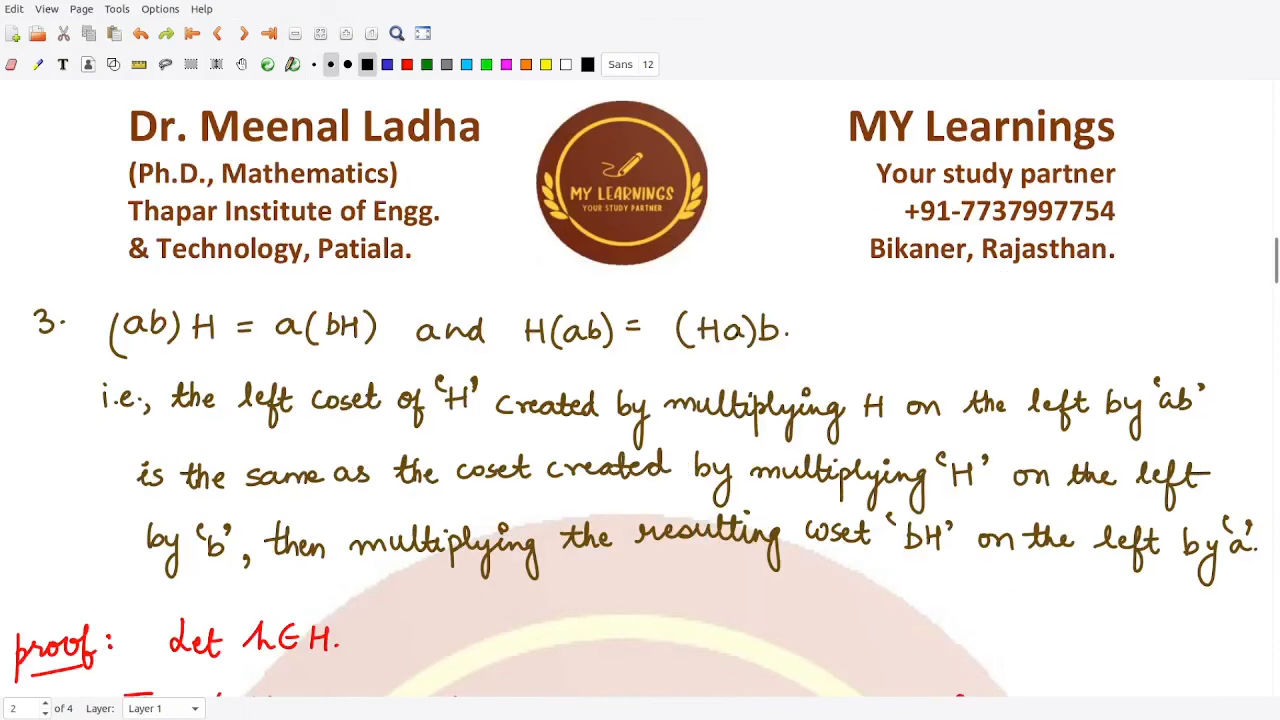 Edit View Page Tools Options Help
T
Sans 12
Dr. Meenal Ladha
(Ph.D., Mathematics)
Thapar Institute of Engg.
& Technology, Patiala.
MY LEARNINGS
YOUR STUDY PARTNER
MY Learnings
Your study partner
+91-7737997754
Bikaner, Rajasthan.
3. (ab)H = a(bH) and H(ab) = (Ha)b.
i.e., the left coset of 'H' created by multiplying H on the left by 'ab'
is the same as the coset created by multiplying 'H' on the left
by 'b', then multiplying the resulting coset 'bH' on the left by 'a'.
proof: Let h∈H.
2 of 4 Layer: Layer 1